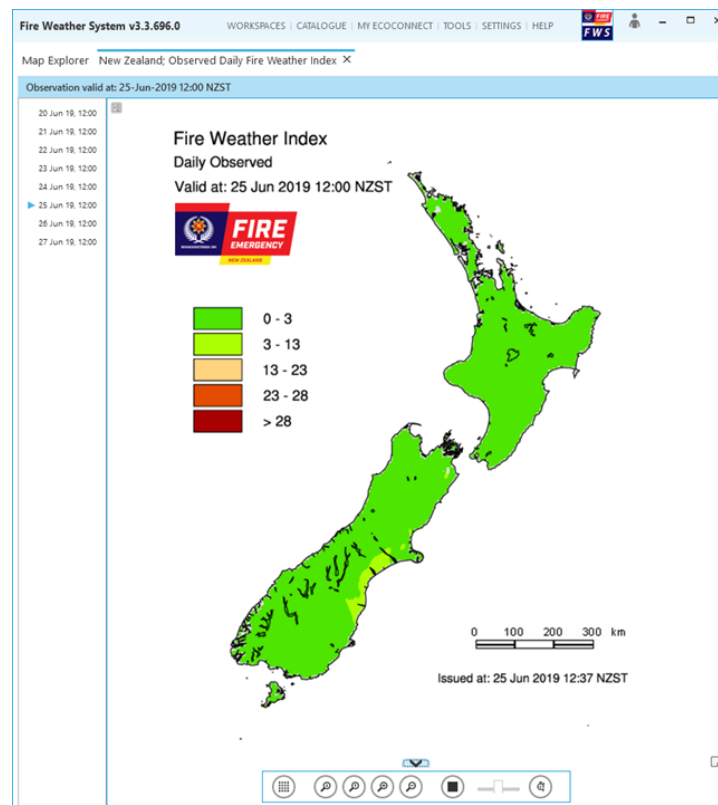 Fire Weather System v3.3.696.0
WORKSPACES | CATALOGUE | MY ECOCONNECT | TOOLS | SETTINGS | HELP
FIRE
FWS
Map Explorer
New Zealand; Observed Daily Fire Weather Index
Observation valid at: 25-Jun-2019 12:00 NZST
20 Jun 19, 12:00
21 Jun 19, 12:00
22 Jun 19, 12:00
23 Jun 19, 12:00
24 Jun 19, 12:00
25 Jun 19, 12:00
26 Jun 19, 12:00
27 Jun 19, 12:00
Fire Weather Index
Daily Observed
Valid at: 25 Jun 2019 12:00 NZST
FIRE
EMERGENCY
NEW ZEALAND
0 - 3
3 - 13
13 - 23
23 - 28
> 28
0 100 200 300 km
Issued at: 25 Jun 2019 12:37 NZST